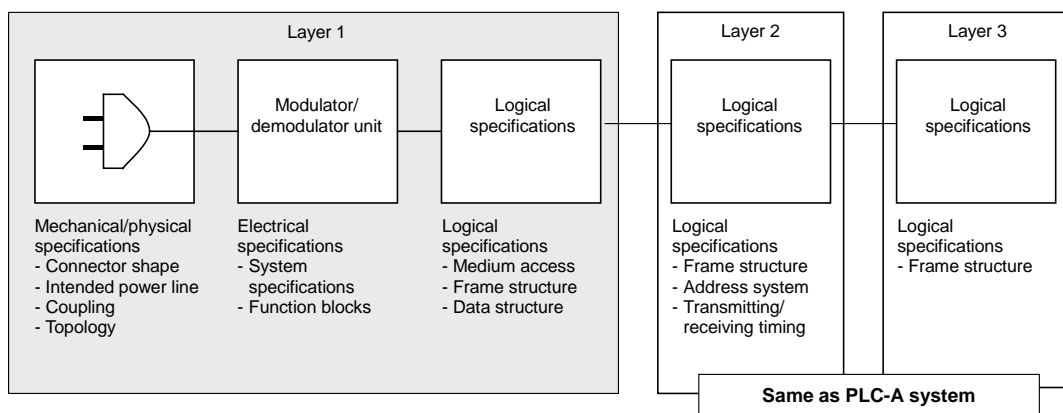 Layer 1
Modulator/
demodulator unit
Logical
specifications
Mechanical/physical
specifications
- Connector shape
- Intended power line
- Coupling
- Topology
Electrical
specifications
- System
specifications
- Function blocks
Logical
specifications
- Medium access
- Frame structure
- Data structure
Layer 2
Logical
specifications
Logical
specifications
- Frame structure
- Address system
- Transmitting/
receiving timing
Layer 3
Logical
specifications
Logical
specifications
- Frame structure
Same as PLC-A system